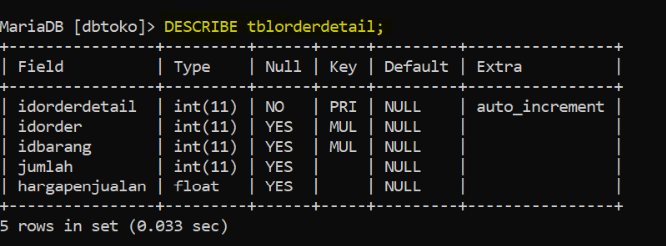 MariaDB [dbtoko]> DESCRIBE tblorderdetail;
+----------------+---------+------+-----+---------+----------------+
| Field          | Type    | Null | Key | Default | Extra          |
+----------------+---------+------+-----+---------+----------------+
| idorderdetail  | int(11) | NO   | PRI | NULL    | auto_increment |
| idorder        | int(11) | YES  | MUL | NULL    |                |
| idbarang       | int(11) | YES  | MUL | NULL    |                |
| jumlah         | int(11) | YES  |     | NULL    |                |
| hargapenjualan | float   | YES  |     | NULL    |                |
+----------------+---------+------+-----+---------+----------------+
5 rows in set (0.033 sec)